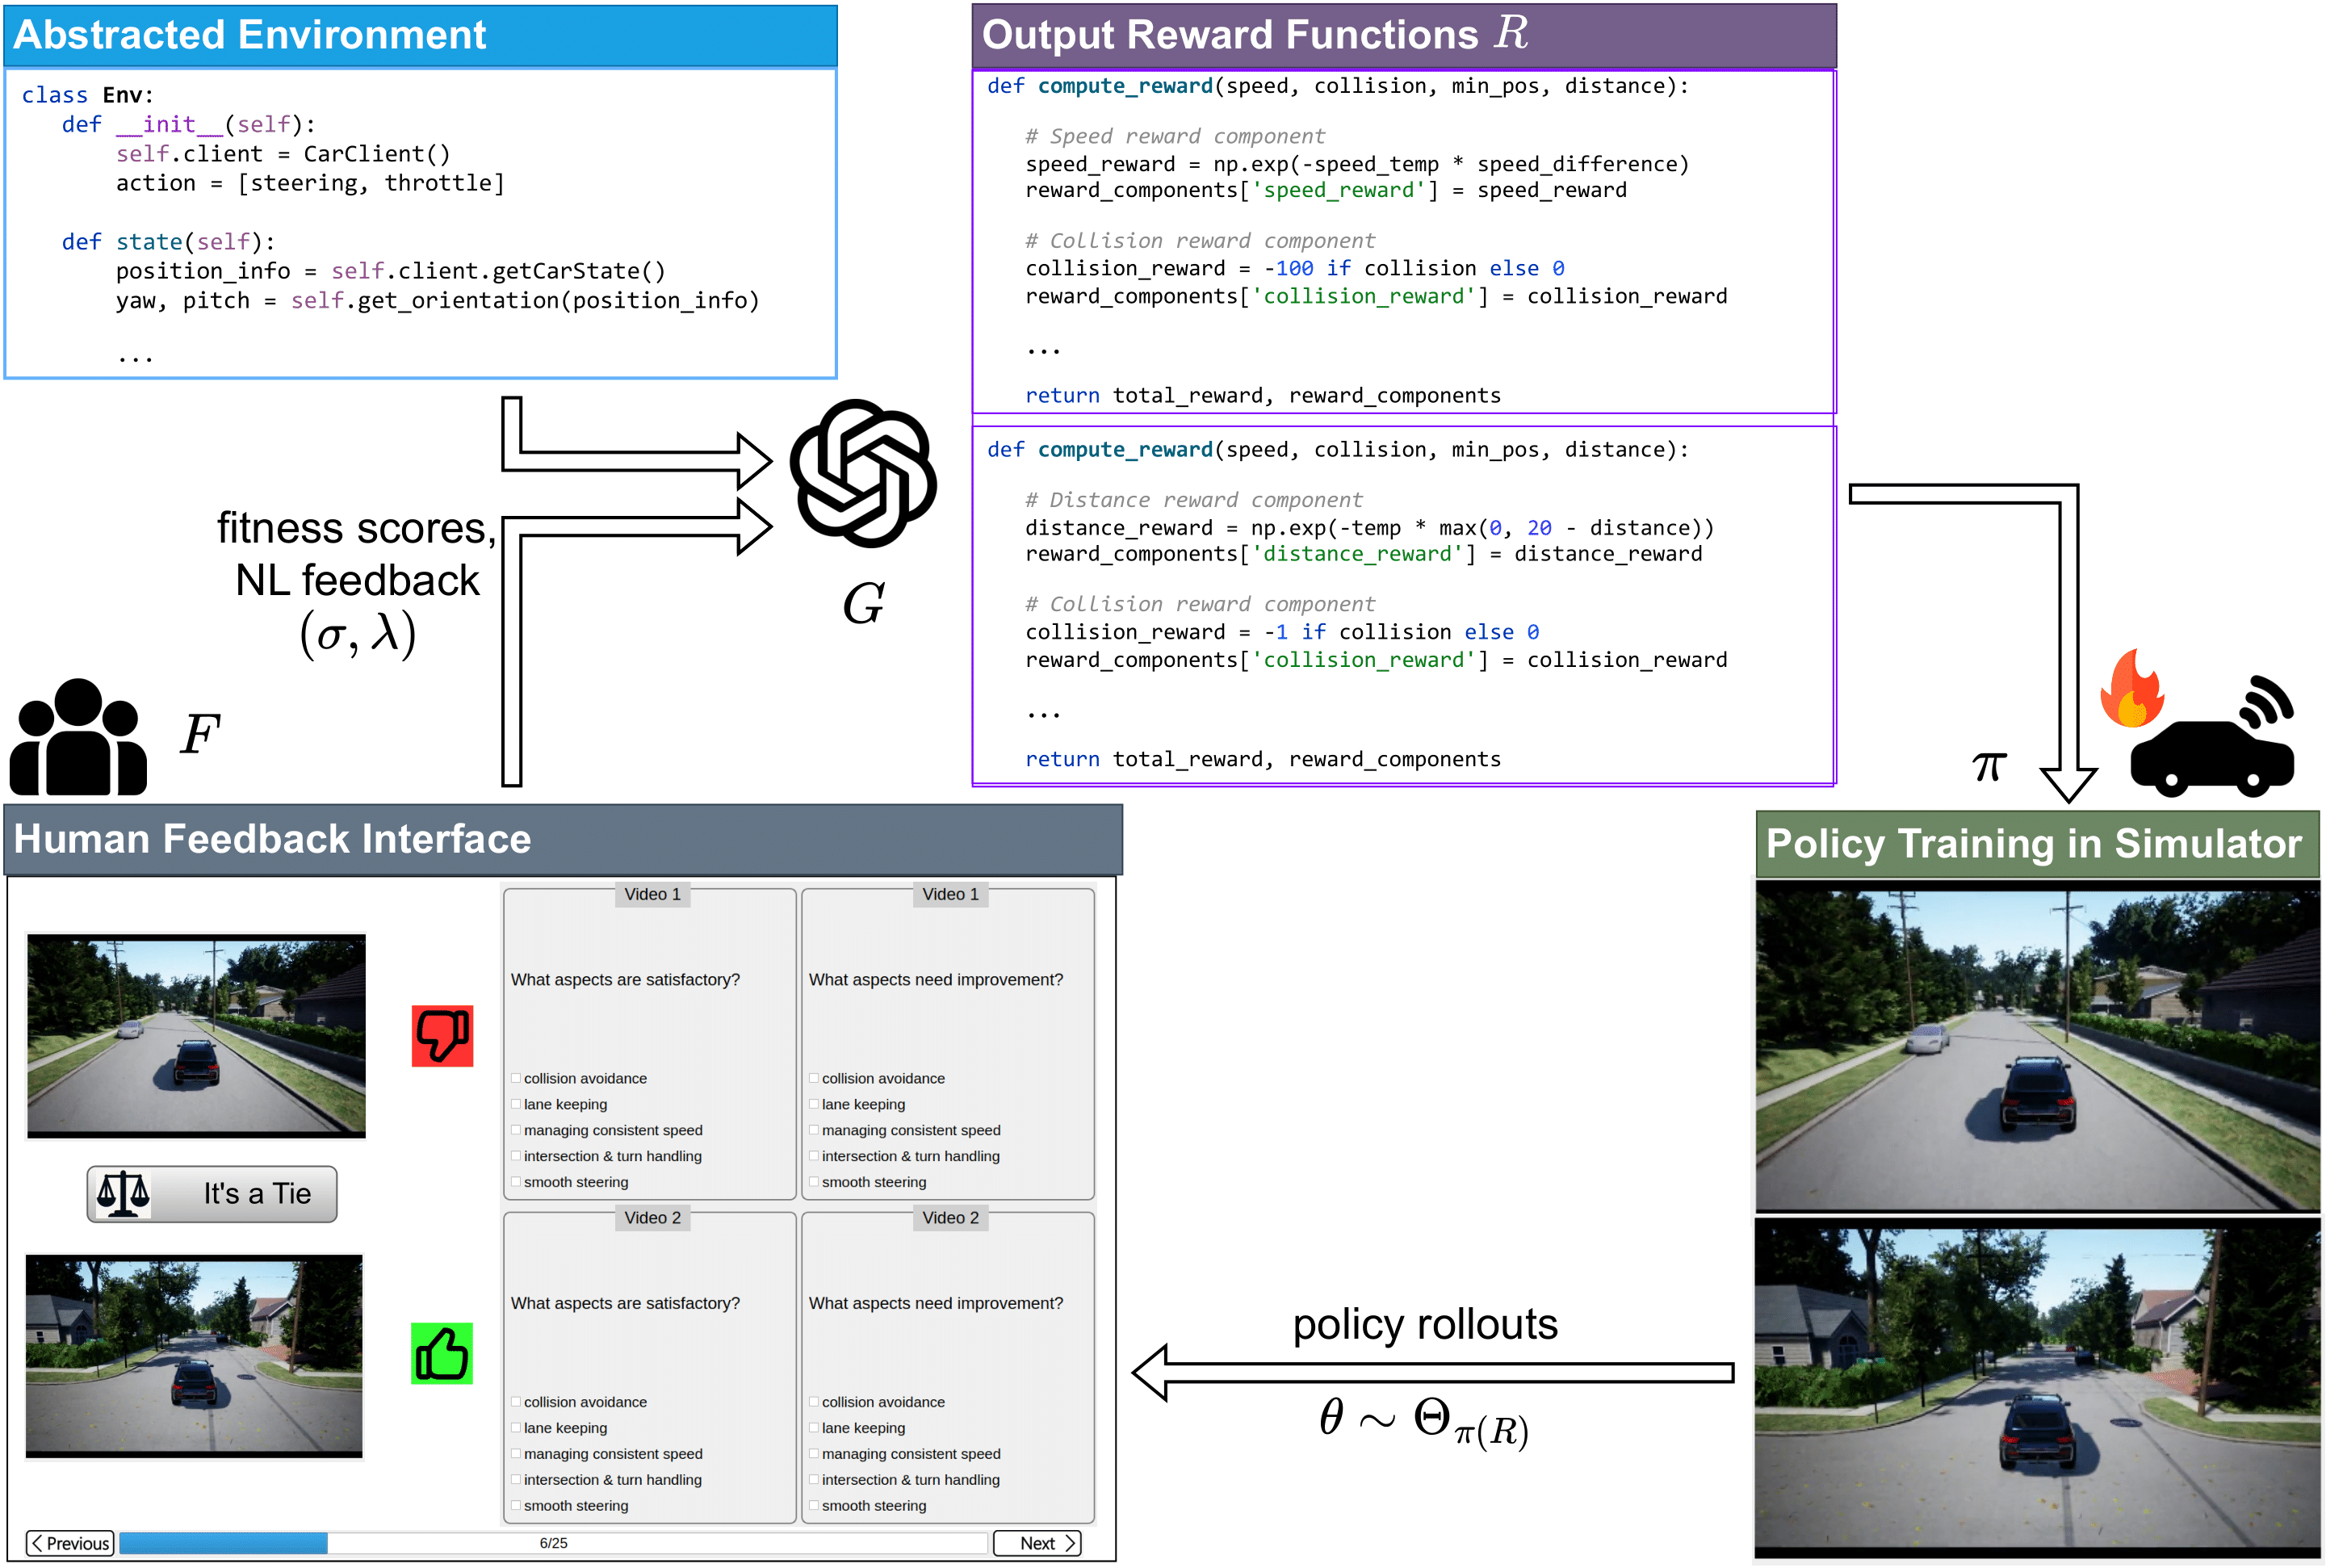 Abstracted Environment
class Env:
def __init__(self):
self.client = CarClient()
action = [steering, throttle]
def state(self):
position_info = self.client.getCarState()
yaw, pitch = self.get_orientation(position_info)
...
Output Reward Functions R
def compute_reward(speed, collision, min_pos, distance):
# Speed reward component
speed_reward = np.exp(-speed_temp * speed_difference)
reward_components['speed_reward'] = speed_reward
# Collision reward component
collision_reward = -100 if collision else 0
reward_components['collision_reward'] = collision_reward
...
return total_reward, reward_components
def compute_reward(speed, collision, min_pos, distance):
# Distance reward component
distance_reward = np.exp(-temp * max(0, 20 - distance))
reward_components['distance_reward'] = distance_reward
# Collision reward component
collision_reward = -1 if collision else 0
reward_components['collision_reward'] = collision_reward
...
return total_reward, reward_components
fitness scores,
NL feedback
(σ, λ)
G
F
π
Human Feedback Interface
Video 1
What aspects are satisfactory?
collision avoidance
lane keeping
managing consistent speed
intersection & turn handling
smooth steering
Video 1
What aspects need improvement?
collision avoidance
lane keeping
managing consistent speed
intersection & turn handling
smooth steering
It's a Tie
Video 2
What aspects are satisfactory?
collision avoidance
lane keeping
managing consistent speed
intersection & turn handling
smooth steering
Video 2
What aspects need improvement?
collision avoidance
lane keeping
managing consistent speed
intersection & turn handling
smooth steering
< Previous
6/25
Next >
policy rollouts
θ ∼ Θπ(R)
Policy Training in Simulator